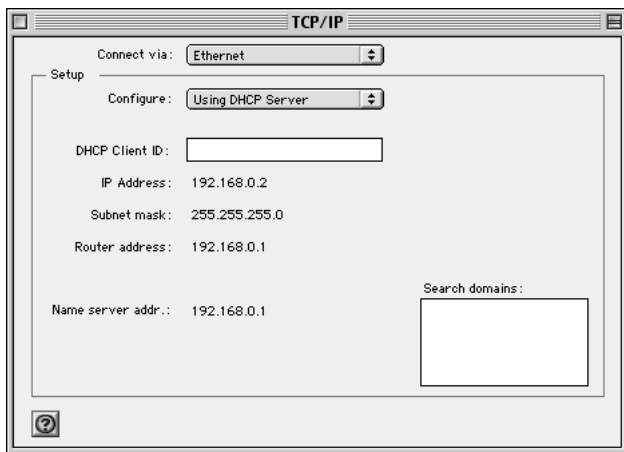 TCP/IP
Connect via: Ethernet
Setup
Configure: Using DHCP Server
DHCP Client ID:
IP Address: 192.168.0.2
Subnet mask: 255.255.255.0
Router address: 192.168.0.1
Search domains:
Name server addr.: 192.168.0.1
?